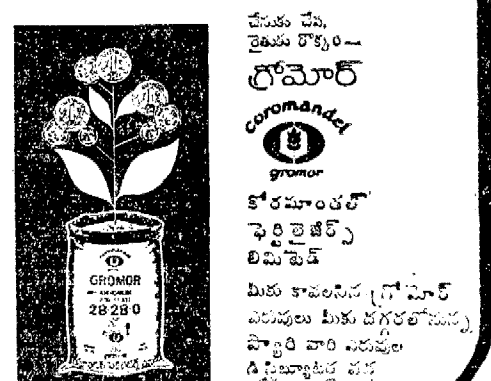 చేనుకు చేవ,
రైతుకు రొక్కం—
గ్రోమోర్
coromandel
gromor
కోరమాండల్
ఫెర్టిలైజర్స్
లిమిటెడ్
మీకు కావలసిన గ్రోమోర్
ఎరువులు మీకు దగ్గరలోనున్న
ప్యారి వారి ఎరువుల
GROMOR
28-28-0